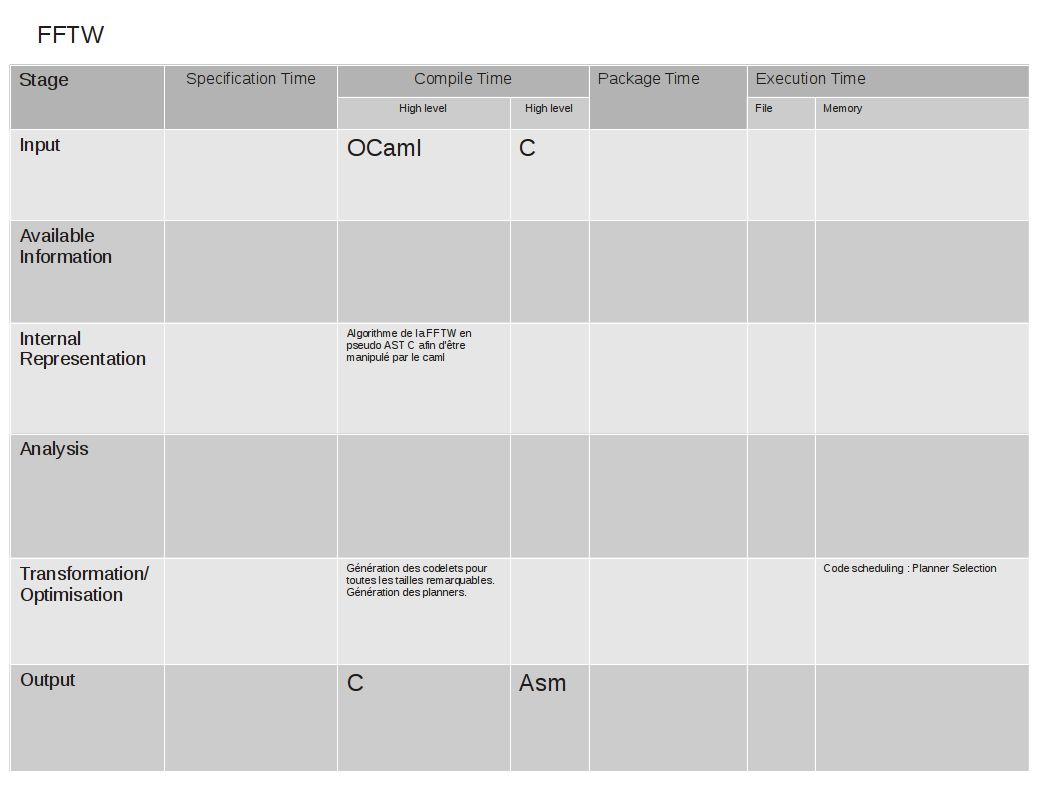 FFTW
Stage
Specification Time
Compile Time
Package Time
Execution Time
High level
High level
File
Memory
Input
OCaml
C
Available
Information
Internal
Representation
Algorithme de la FFTW en
pseudo AST C afin d'être
manipulé par le caml
Analysis
Transformation/
Optimisation
Génération des codelets pour
toutes les tailles remarquables.
Génération des planners.
Code scheduling : Planner Selection
Output
C
Asm